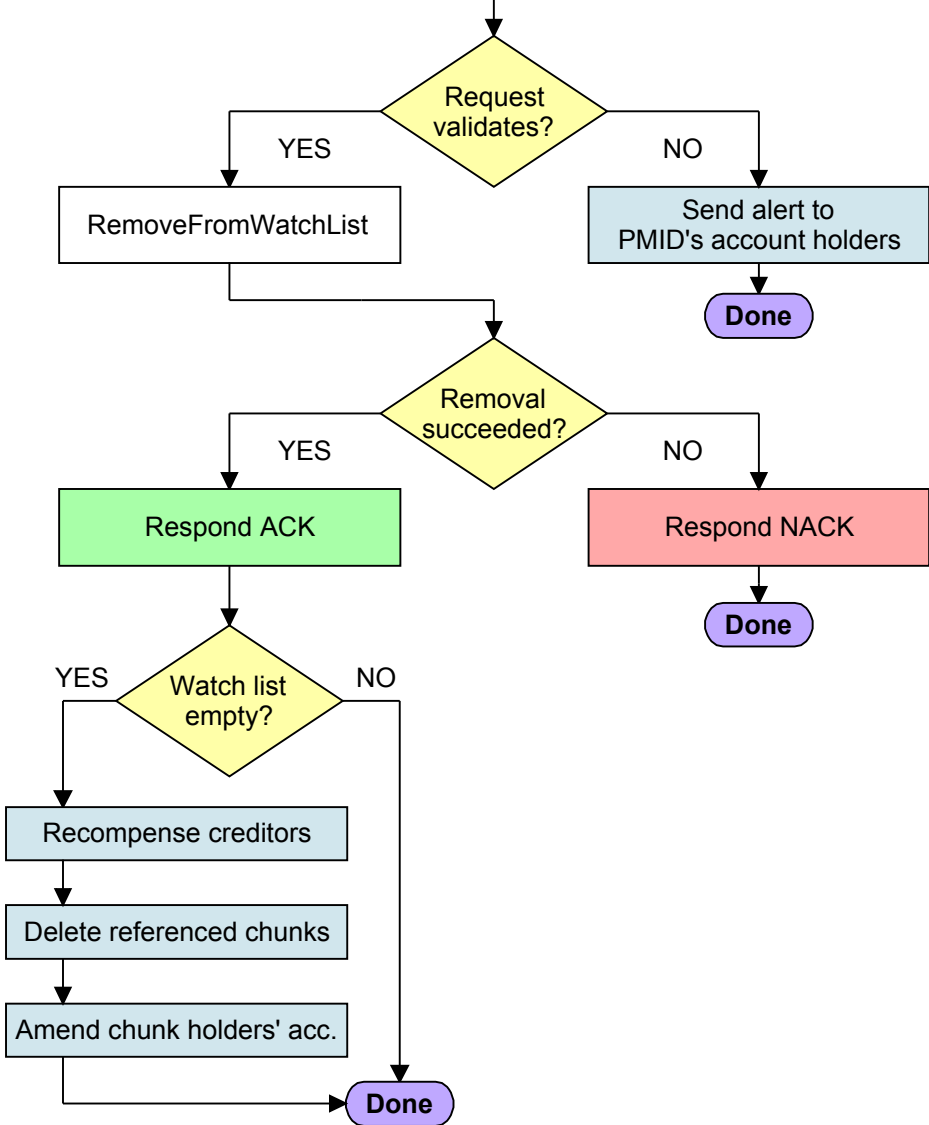 Request
validates?
YES
NO
RemoveFromWatchList
Send alert to
PMID's account holders
Done
Removal
succeeded?
YES
NO
Respond ACK
Respond NACK
Done
YES
Watch list
empty?
NO
Recompense creditors
Delete referenced chunks
Amend chunk holders' acc.
Done